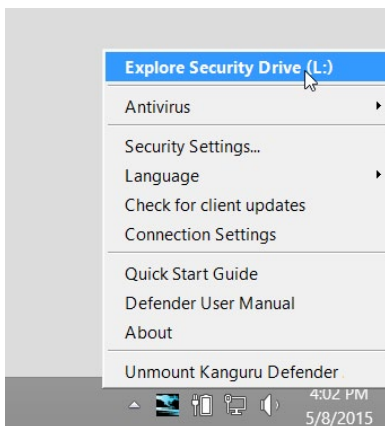 Explore Security Drive (L:)
Antivirus
Security Settings...
Language
Check for client updates
Connection Settings
Quick Start Guide
Defender User Manual
About
Unmount Kanguru Defender
4:02 PM
5/8/2015